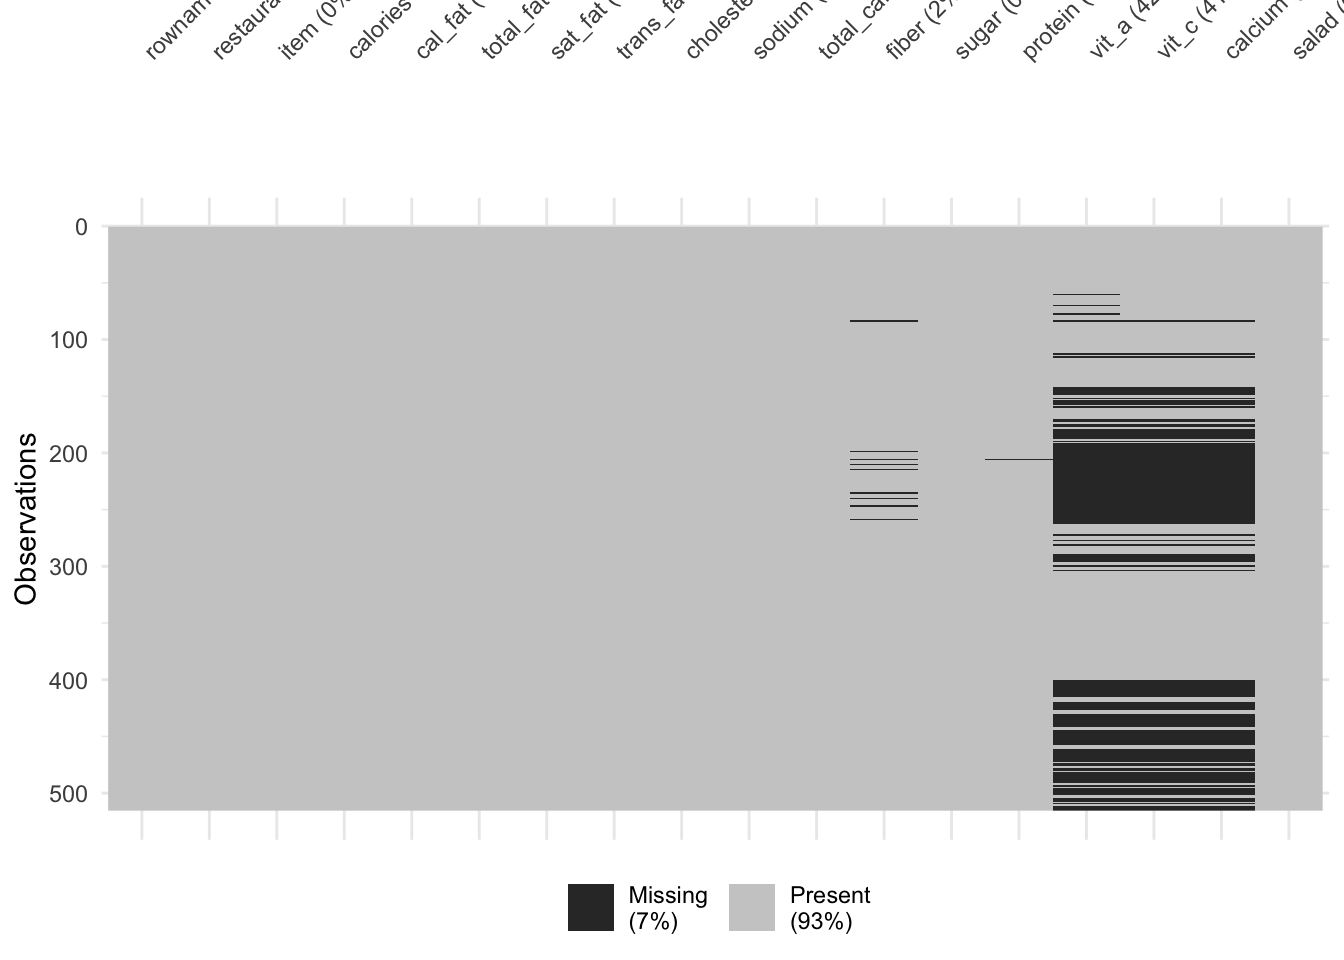 rownam
restaura
item (0%
calories
cal_fat (
total_fat
sat_fat (
trans_fa
choleste
sodium (
total_ca
fiber (2%
sugar (0
protein (
vit_a (42
vit_c (41
calcium
salad (
0
100
200
300
400
500
Observations
Missing
(7%)
Present
(93%)